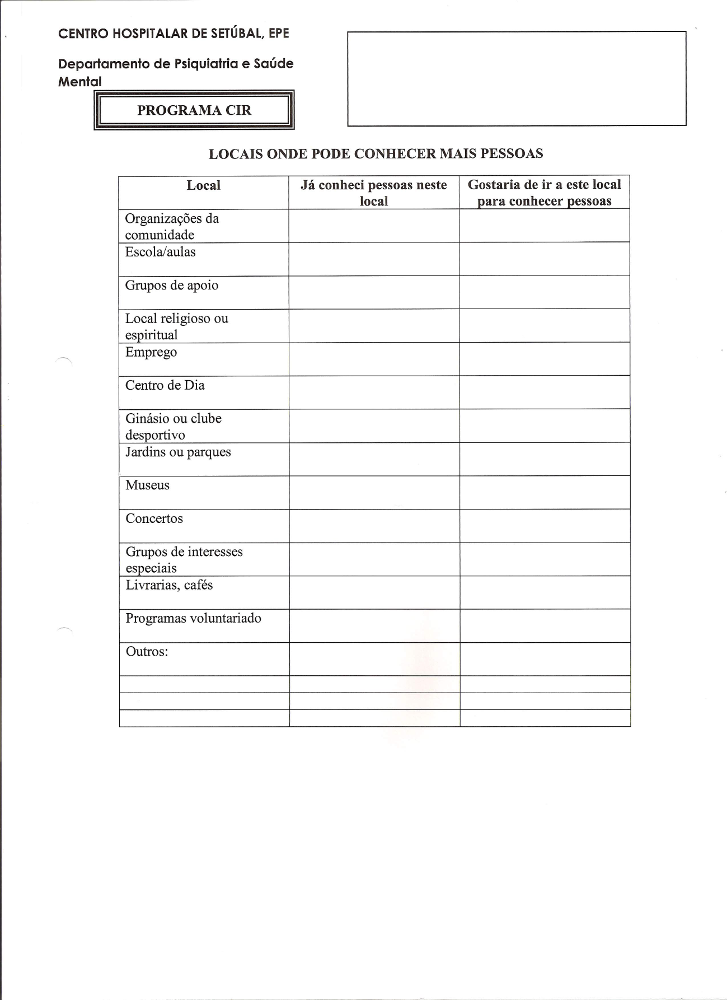 CENTRO HOSPITALAR DE SETÚBAL, EPE
Departamento de Psiquiatria e Saúde
Mental
PROGRAMA CIR
LOCAIS ONDE PODE CONHECER MAIS PESSOAS
Local
Já conheci pessoas neste
local
Gostaria de ir a este local
para conhecer pessoas
Organizações da
comunidade
Escola/aulas
Grupos de apoio
Local religioso ou
espiritual
Emprego
Centro de Dia
Ginásio ou clube
desportivo
Jardins ou parques
Museus
Concertos
Grupos de interesses
especiais
Livrarias, cafés
Programas voluntariado
Outros: